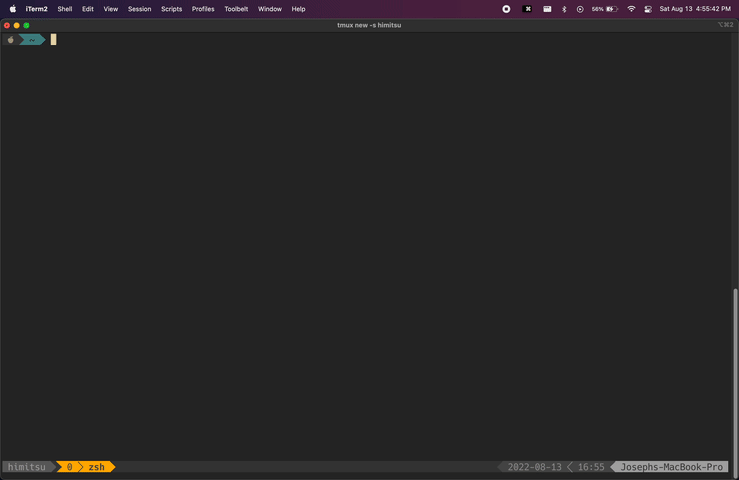 iTerm2 Shell Edit View Session Scripts Profiles Toolbelt Window Help 56% Sat Aug 13 4:55:42 PM
tmux new -s himitsu ⌥⌘2
~
himitsu 0 zsh 2022-08-13 16:55 Josephs-MacBook-Pro